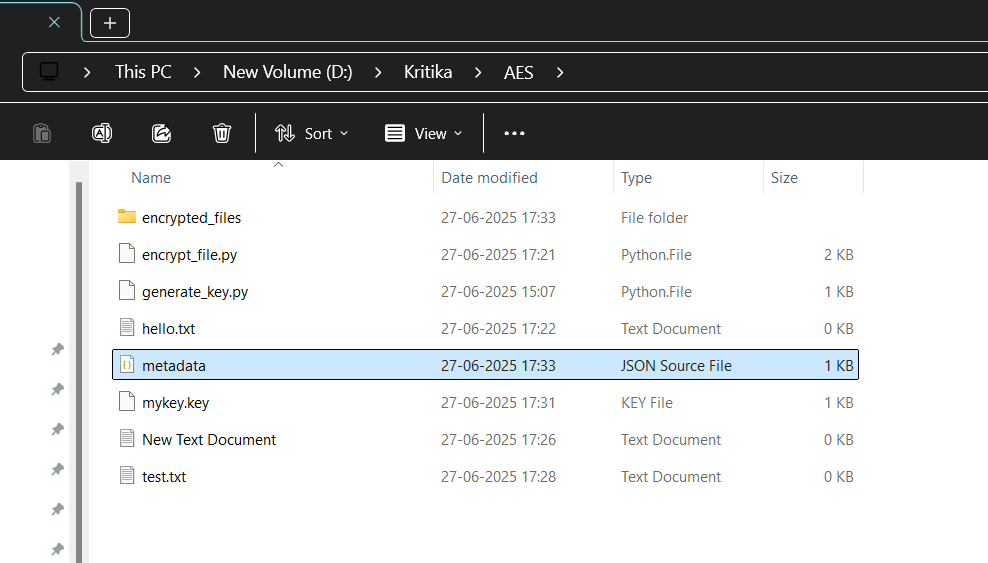 This PC > New Volume (D:) > Kritika > AES >
Sort View
Name Date modified Type Size
encrypted_files 27-06-2025 17:33 File folder
encrypt_file.py 27-06-2025 17:21 Python.File 2 KB
generate_key.py 27-06-2025 15:07 Python.File 1 KB
hello.txt 27-06-2025 17:22 Text Document 0 KB
metadata 27-06-2025 17:33 JSON Source File 1 KB
mykey.key 27-06-2025 17:31 KEY File 1 KB
New Text Document 27-06-2025 17:26 Text Document 0 KB
test.txt 27-06-2025 17:28 Text Document 0 KB